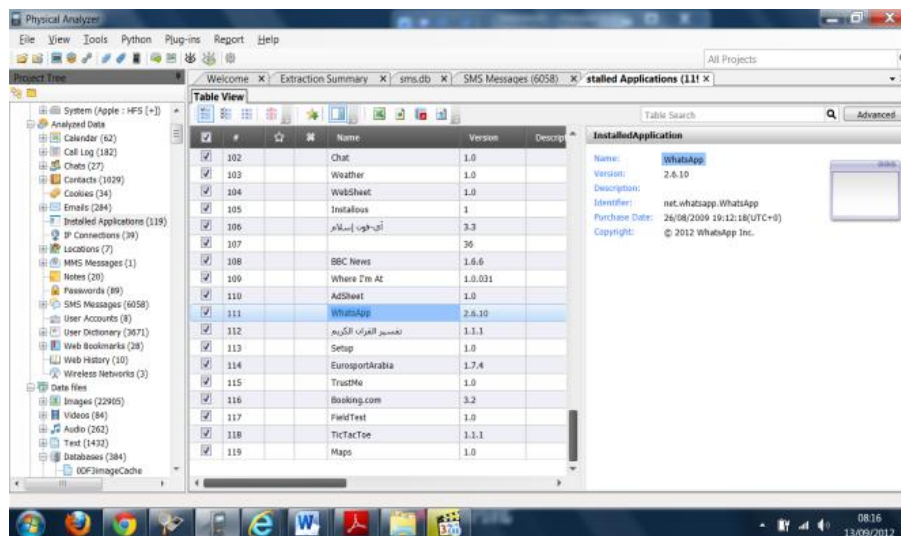 Physical Analyzer
File View Tools Python Plug-ins Report Help
All Projects
Project Tree
Welcome x Extraction Summary x sms.db x SMS Messages (6058) x stalled Applications (11! x
Table View
Table Search Advanced
System (Apple : HFS [+])
Analyzed Data
Calendar (62)
Call Log (182)
Chats (27)
Contacts (1029)
Cookies (34)
Emails (284)
Installed Applications (119)
IP Connections (39)
Locations (7)
MMS Messages (1)
Notes (20)
Passwords (89)
SMS Messages (6058)
User Accounts (8)
User Dictionary (3671)
Web Bookmarks (28)
Web History (10)
Wireless Networks (3)
Data files
Images (22905)
Videos (84)
Audio (262)
Text (1432)
Databases (384)
0DF3imageCache
# Name Version Descript
102 Chat 1.0
103 Weather 1.0
104 WebSheet 1.0
105 Installous 1
106 أي-فون إسلام 3.3
107 36
108 BBC News 1.6.6
109 Where I'm At 1.0.031
110 AdSheet 1.0
111 WhatsApp 2.6.10
112 تفسير القران الكريم 1.1.1
113 Setup 1.0
114 EurosportArabia 1.7.4
115 TrustMe 1.0
116 Booking.com 3.2
117 FieldTest 1.0
118 TicTacToe 1.1.1
119 Maps 1.0
InstalledApplication
Name: WhatsApp
Version: 2.6.10
Description:
Identifier: net.whatsapp.WhatsApp
Purchase Date: 26/08/2009 19:12:18(UTC+0)
Copyright: © 2012 WhatsApp Inc.
321
08:16
13/09/2012